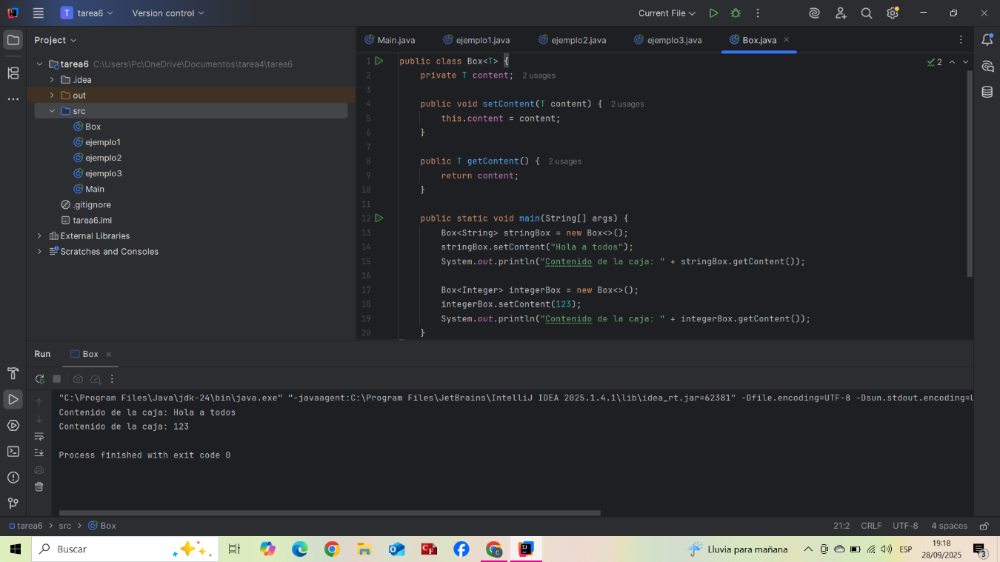 T tarea6 Version control Current File
Project
Main.java ejemplo1.java ejemplo2.java ejemplo3.java Box.java
tarea6 C:\Users\Pc\OneDrive\Documentos\tarea4\tarea6
.idea
out
src
Box
ejemplo1
ejemplo2
ejemplo3
Main
.gitignore
tarea6.iml
External Libraries
Scratches and Consoles
2
1 public class Box<T> {
2 private T content; 2 usages
3
4 public void setContent(T content) { 2 usages
5 this.content = content;
6 }
7
8 public T getContent() { 2 usages
9 return content;
10 }
11
12 public static void main(String[] args) {
13 Box<String> stringBox = new Box<>();
14 stringBox.setContent("Hola a todos");
15 System.out.println("Contenido de la caja: " + stringBox.getContent());
16
17 Box<Integer> integerBox = new Box<>();
18 integerBox.setContent(123);
19 System.out.println("Contenido de la caja: " + integerBox.getContent());
20 }
Run Box
"C:\Program Files\Java\jdk-24\bin\java.exe" "-javaagent:C:\Program Files\JetBrains\IntelliJ IDEA 2025.1.4.1\lib\idea_rt.jar=62381" -Dfile.encoding=UTF-8 -Dsun.stdout.encoding=U
Contenido de la caja: Hola a todos
Contenido de la caja: 123
Process finished with exit code 0
tarea6 > src > Box 21:2 CRLF UTF-8 4 spaces
Buscar Lluvia para mañana ESP 19:18
28/09/2025 3